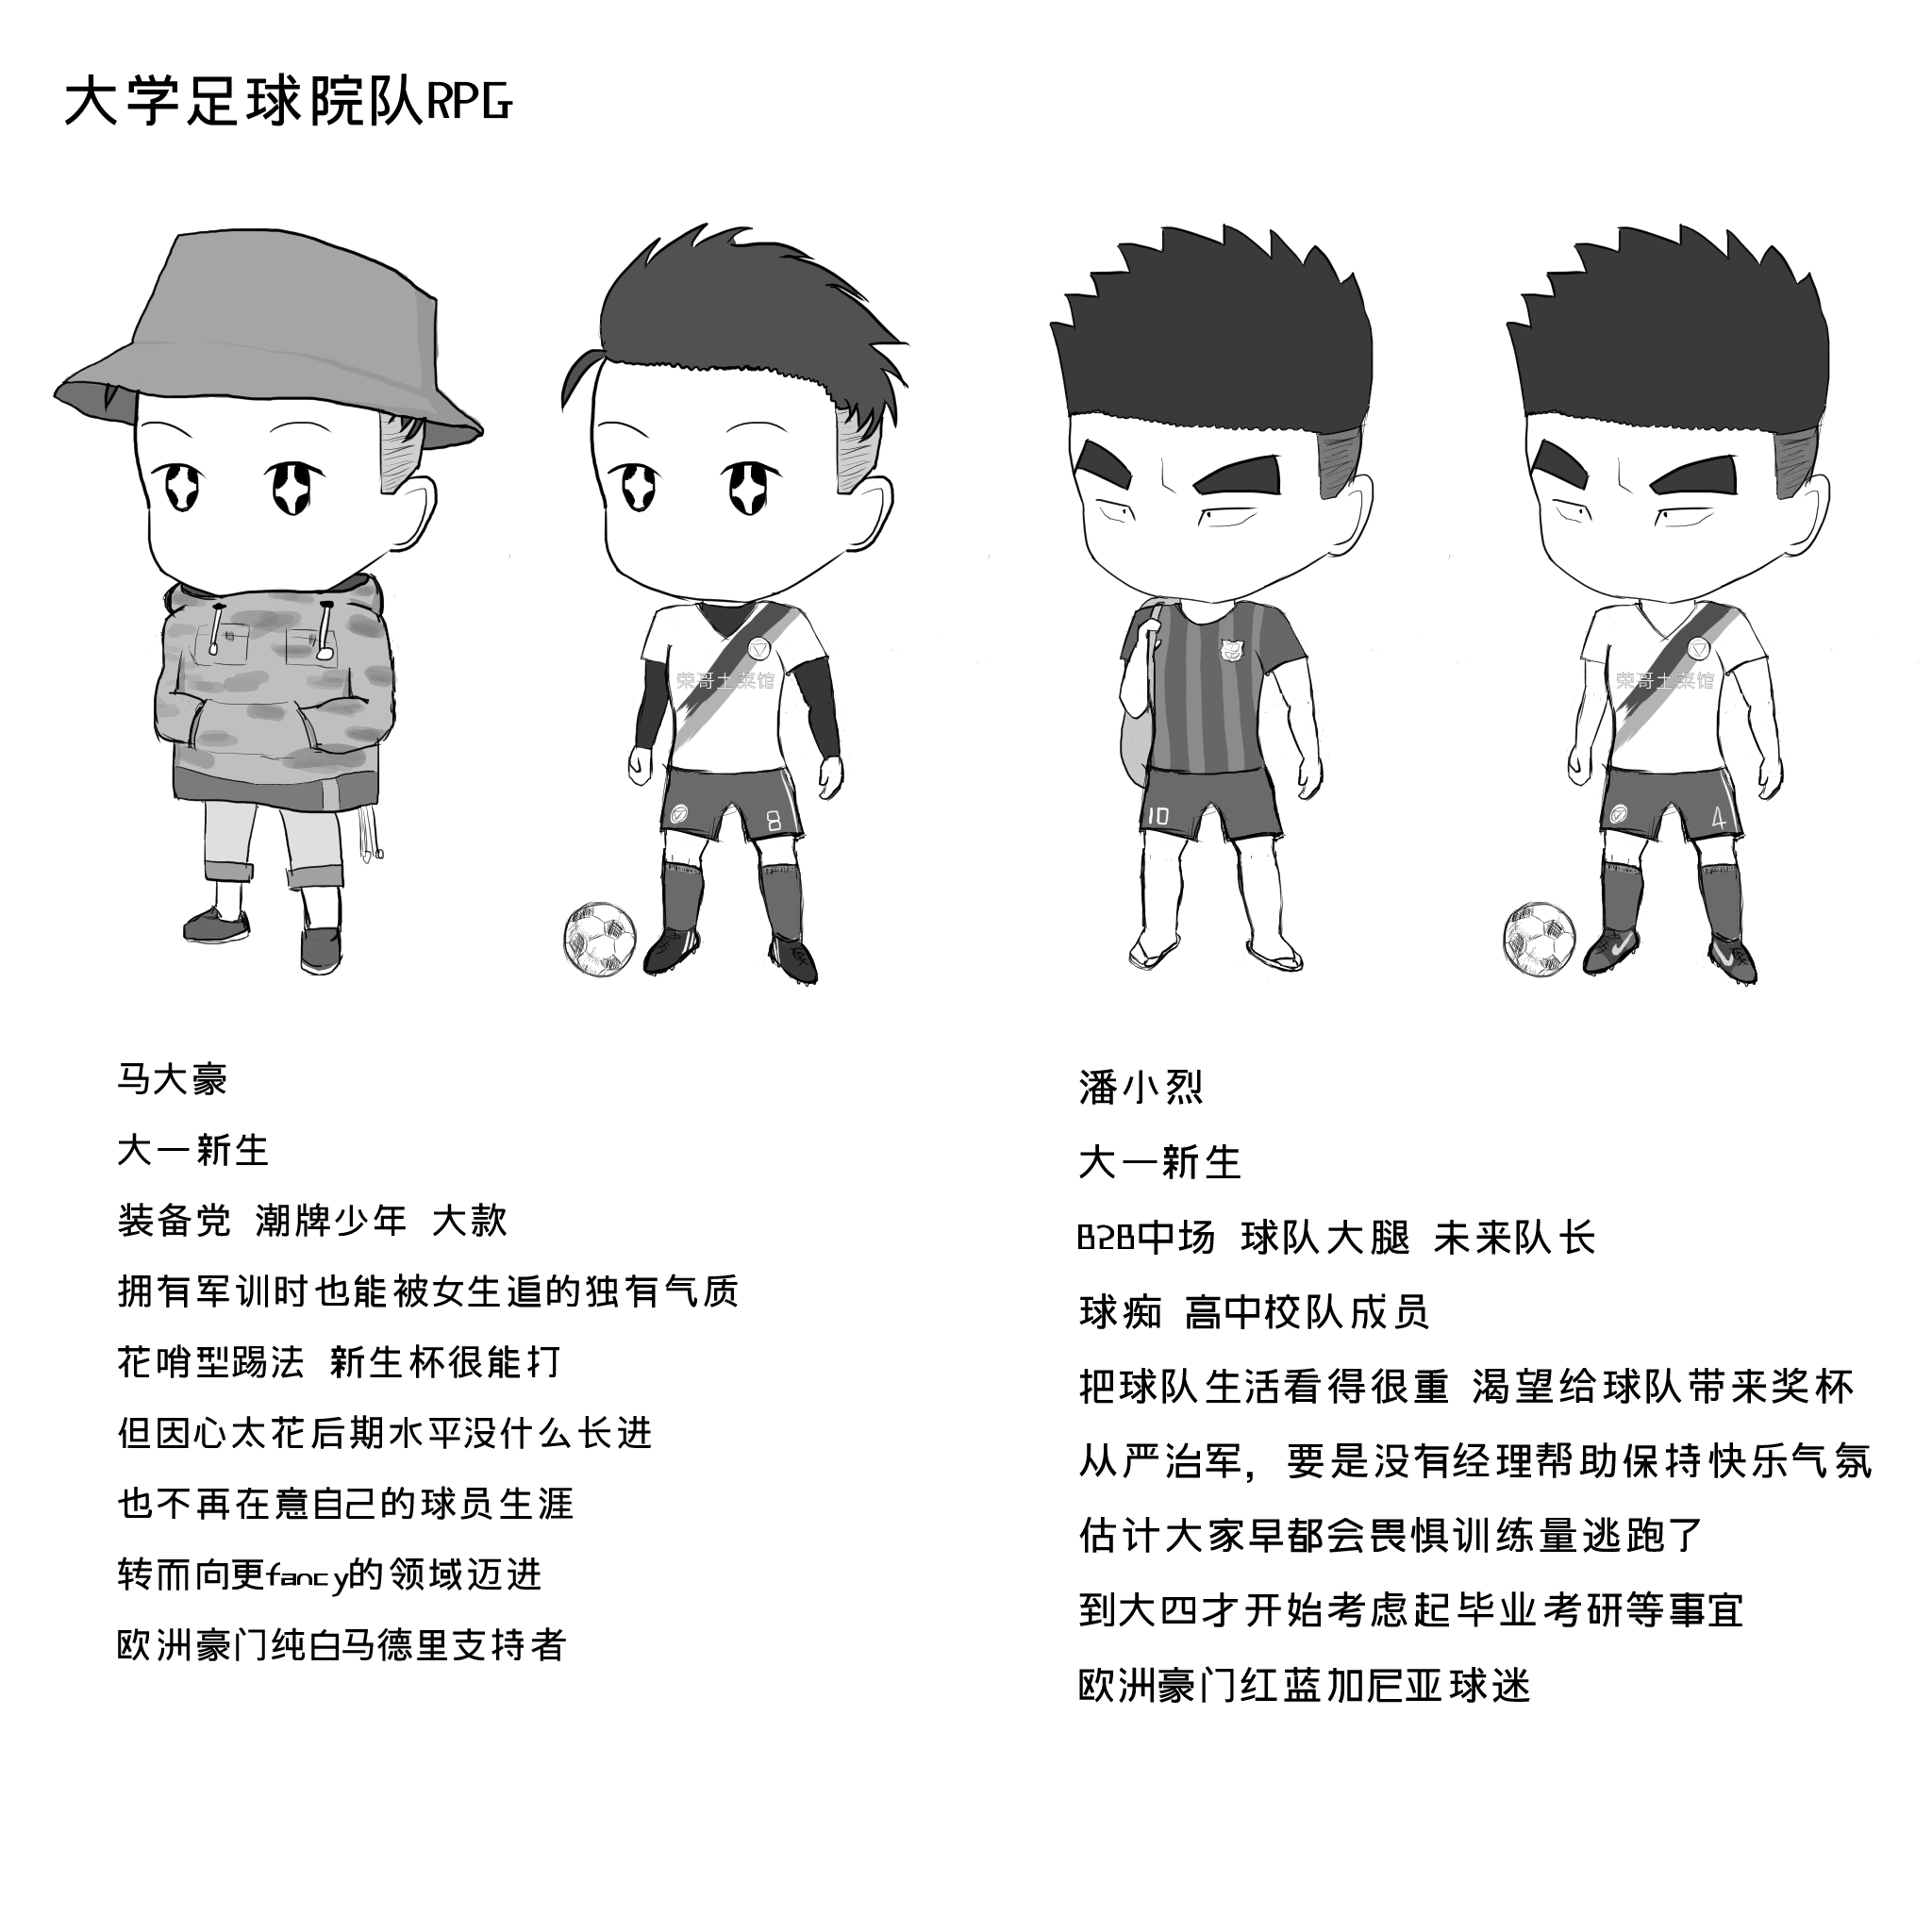 大学足球院队RPG
荣哥土菜馆
8
10
荣哥土菜馆
4
马大豪
大一新生
装备党 潮牌少年 大款
拥有军训时也能被女生追的独有气质
花哨型踢法 新生杯很能打
但因心太花后期水平没什么长进
也不再在意自己的球员生涯
转而向更fancy的领域迈进
欧洲豪门纯白马德里支持者
潘小烈
大一新生
B2B中场 球队大腿 未来队长
球痴 高中校队成员
把球队生活看得很重 渴望给球队带来奖杯
从严治军，要是没有经理帮助保持快乐气氛
估计大家早都会畏惧训练量逃跑了
到大四才开始考虑起毕业考研等事宜
欧洲豪门红蓝加尼亚球迷